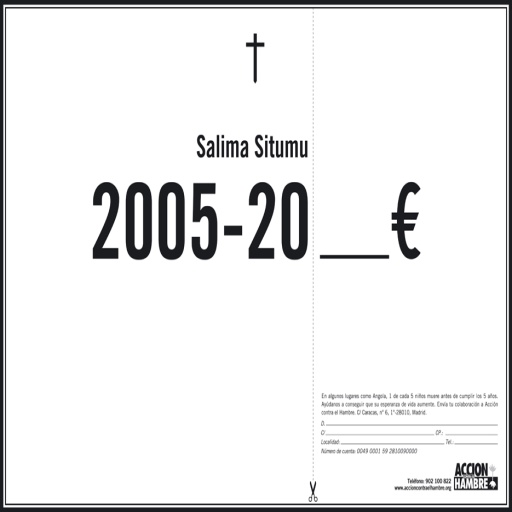 Salima Situmu
2005-20___€
En algunos lugares como Angola, 1 de cada 5 niños muere antes de cumplir los 5 años.
Ayúdanos a conseguir que su esperanza de vida aumente. Envía tu colaboración a Acción
contra el Hambre. C/ Caracas, nº 6, 1º-28010, Madrid.
D.
C/ CP.:
Localidad: Tel.:
Número de cuenta: 0049 0001 59 2810090000
Teléfono: 902 100 822
www.accioncontraelhambre.org
ACCION
HAMBRE